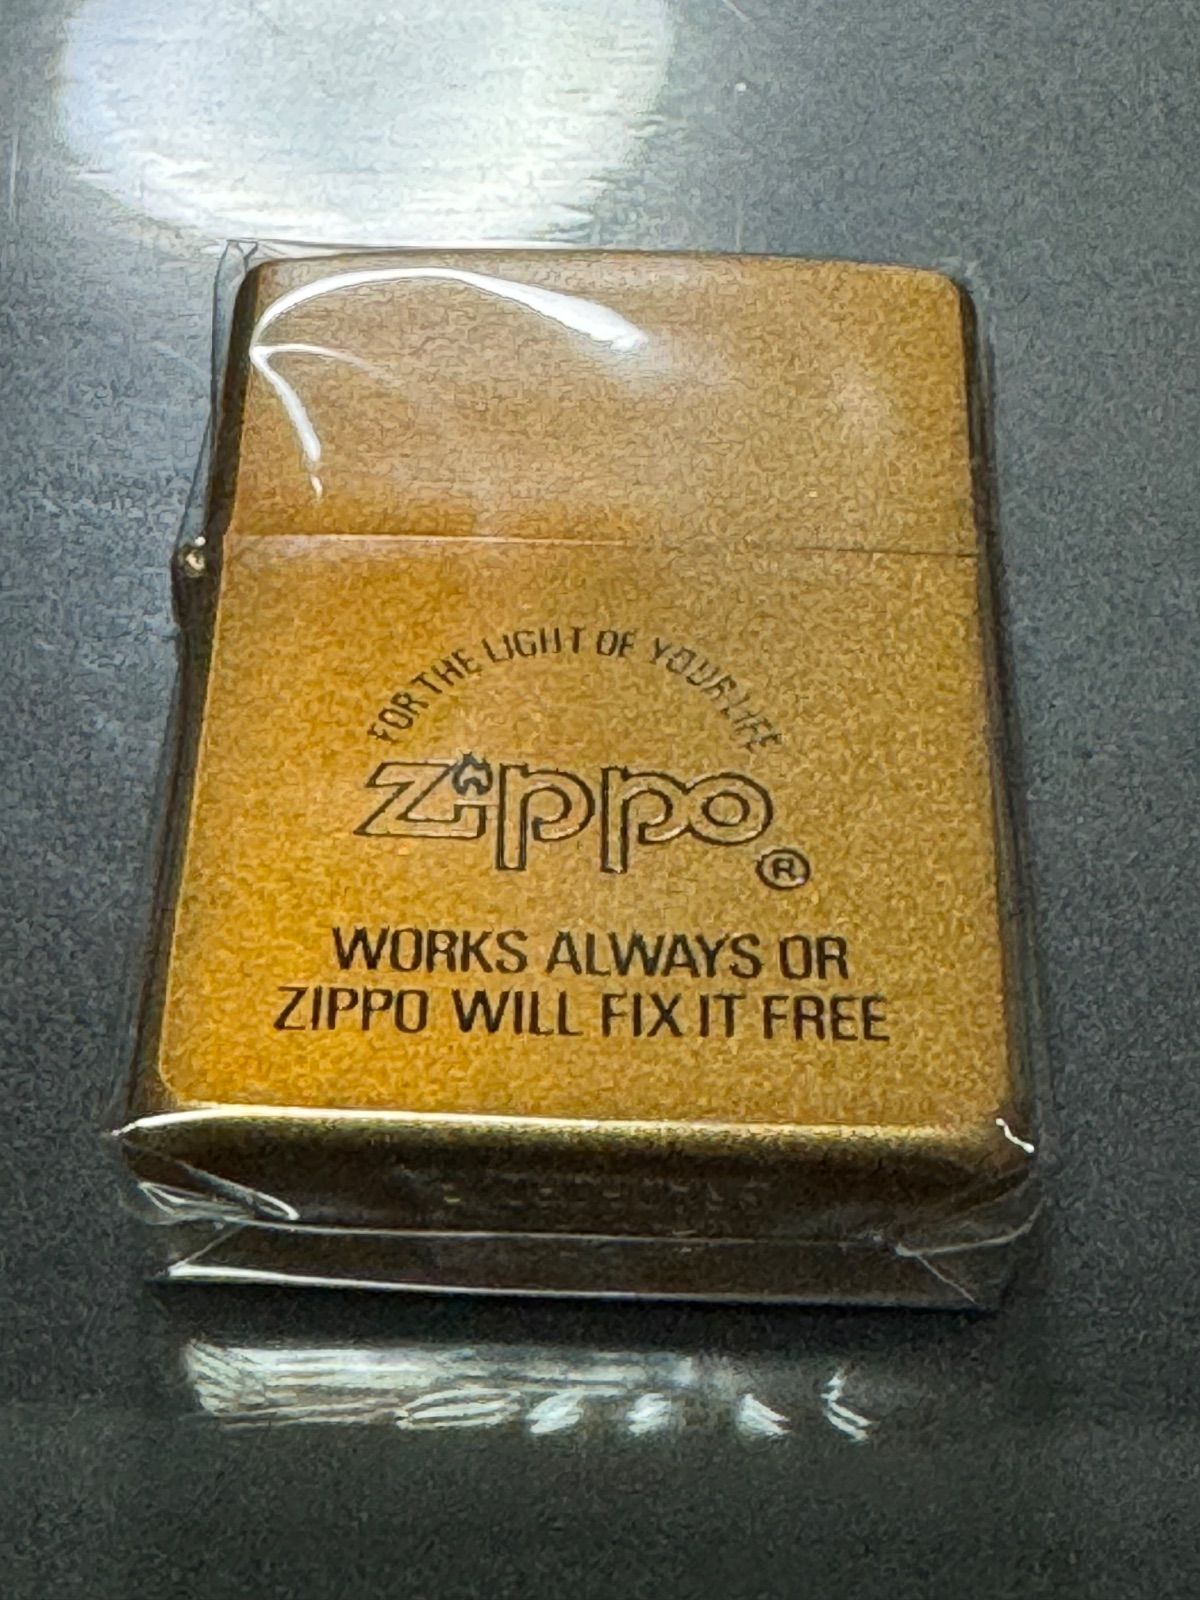 FOR THE LIGHT OF YOUR LIFE
Zippo®
WORKS ALWAYS OR
ZIPPO WILL FIX IT FREE